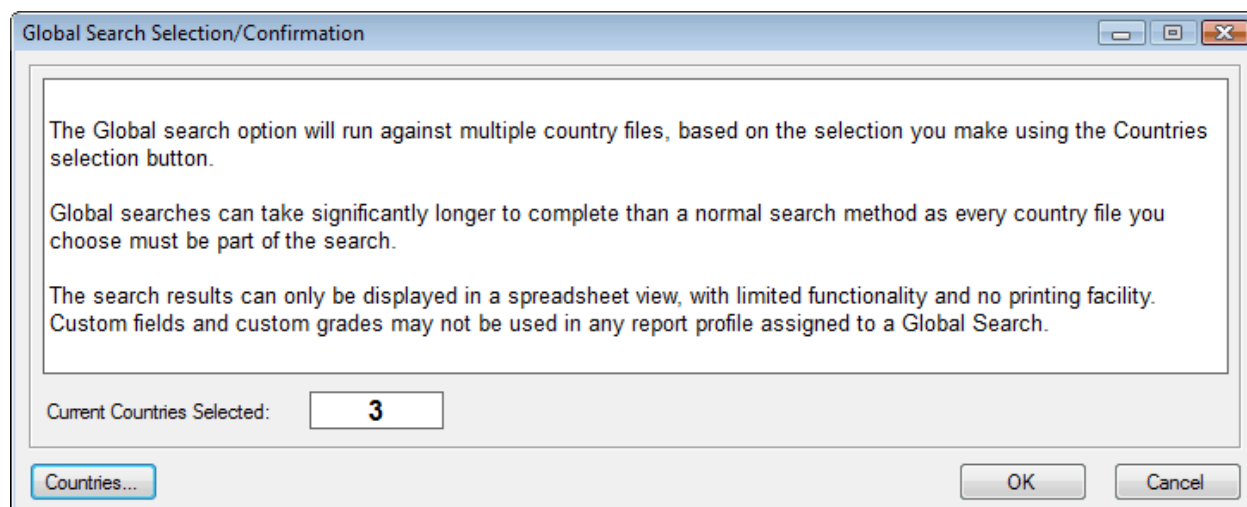 Global Search Selection/Confirmation
The Global search option will run against multiple country files, based on the selection you make using the Countries
selection button.
Global searches can take significantly longer to complete than a normal search method as every country file you
choose must be part of the search.
The search results can only be displayed in a spreadsheet view, with limited functionality and no printing facility.
Custom fields and custom grades may not be used in any report profile assigned to a Global Search.
Current Countries Selected: 3
Countries... OK Cancel